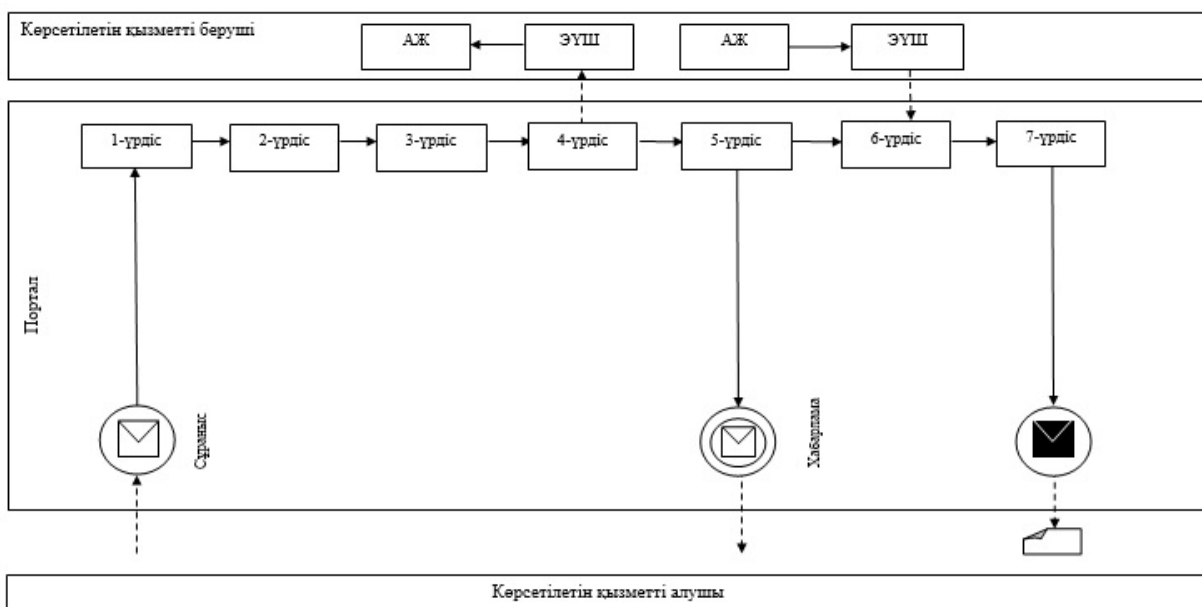 Көрсетілетін қызметті беруші
АЖ
ЭҮШ
АЖ
ЭҮШ
1-үрдіс
2-үрдіс
3-үрдіс
4-үрдіс
5-үрдіс
6-үрдіс
7-үрдіс
Портал
Сұраныс
Хабарлама
Көрсетілетін қызметті алушы